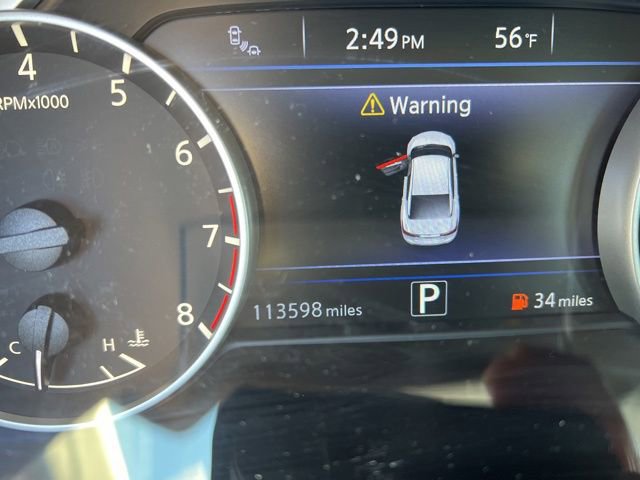 2:49 PM 56°F
Warning
4
5
RPMx1000
6
7
8
C H
113598 miles P 34 miles